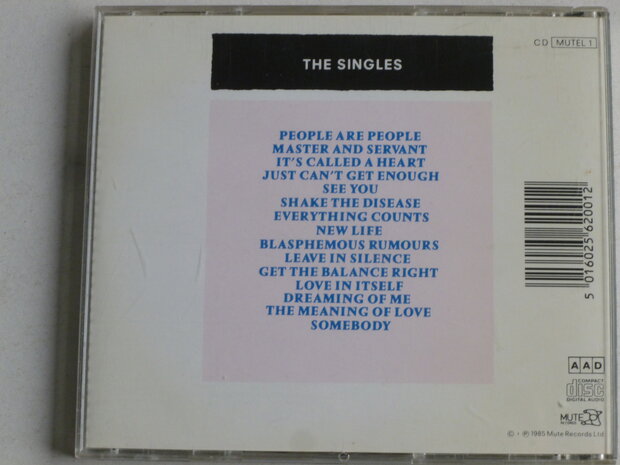 THE SINGLES
CD MUTEL 1
PEOPLE ARE PEOPLE
MASTER AND SERVANT
IT'S CALLED A HEART
JUST CAN'T GET ENOUGH
SEE YOU
SHAKE THE DISEASE
EVERYTHING COUNTS
NEW LIFE
BLASPHEMOUS RUMOURS
LEAVE IN SILENCE
GET THE BALANCE RIGHT
LOVE IN ITSELF
DREAMING OF ME
THE MEANING OF LOVE
SOMEBODY
5 016025 620012
AAD
COMPACT
disc
DIGITAL AUDIO
MUTE
RECORDS
© + ℗ 1985 Mute Records Ltd